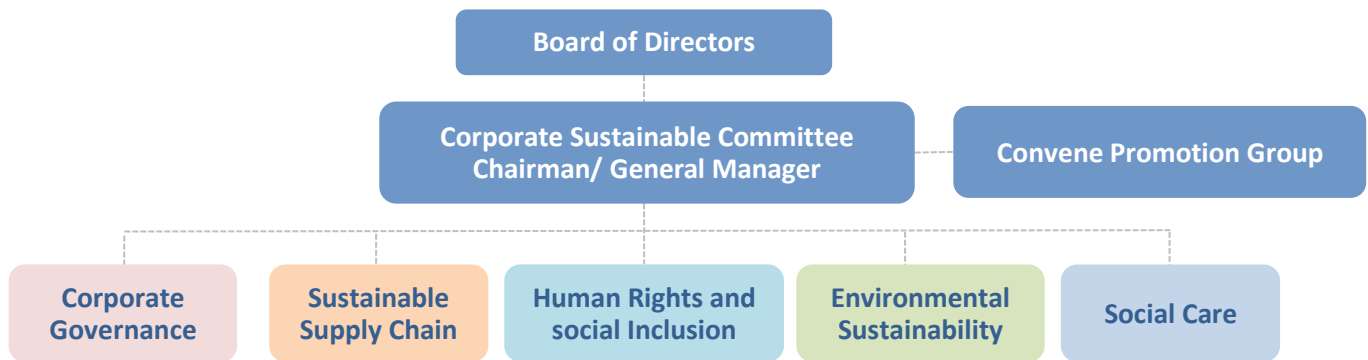 Board of Directors
Corporate Sustainable Committee
Chairman/ General Manager
Convene Promotion Group
Corporate
Governance
Sustainable
Supply Chain
Human Rights and
social Inclusion
Environmental
Sustainability
Social Care